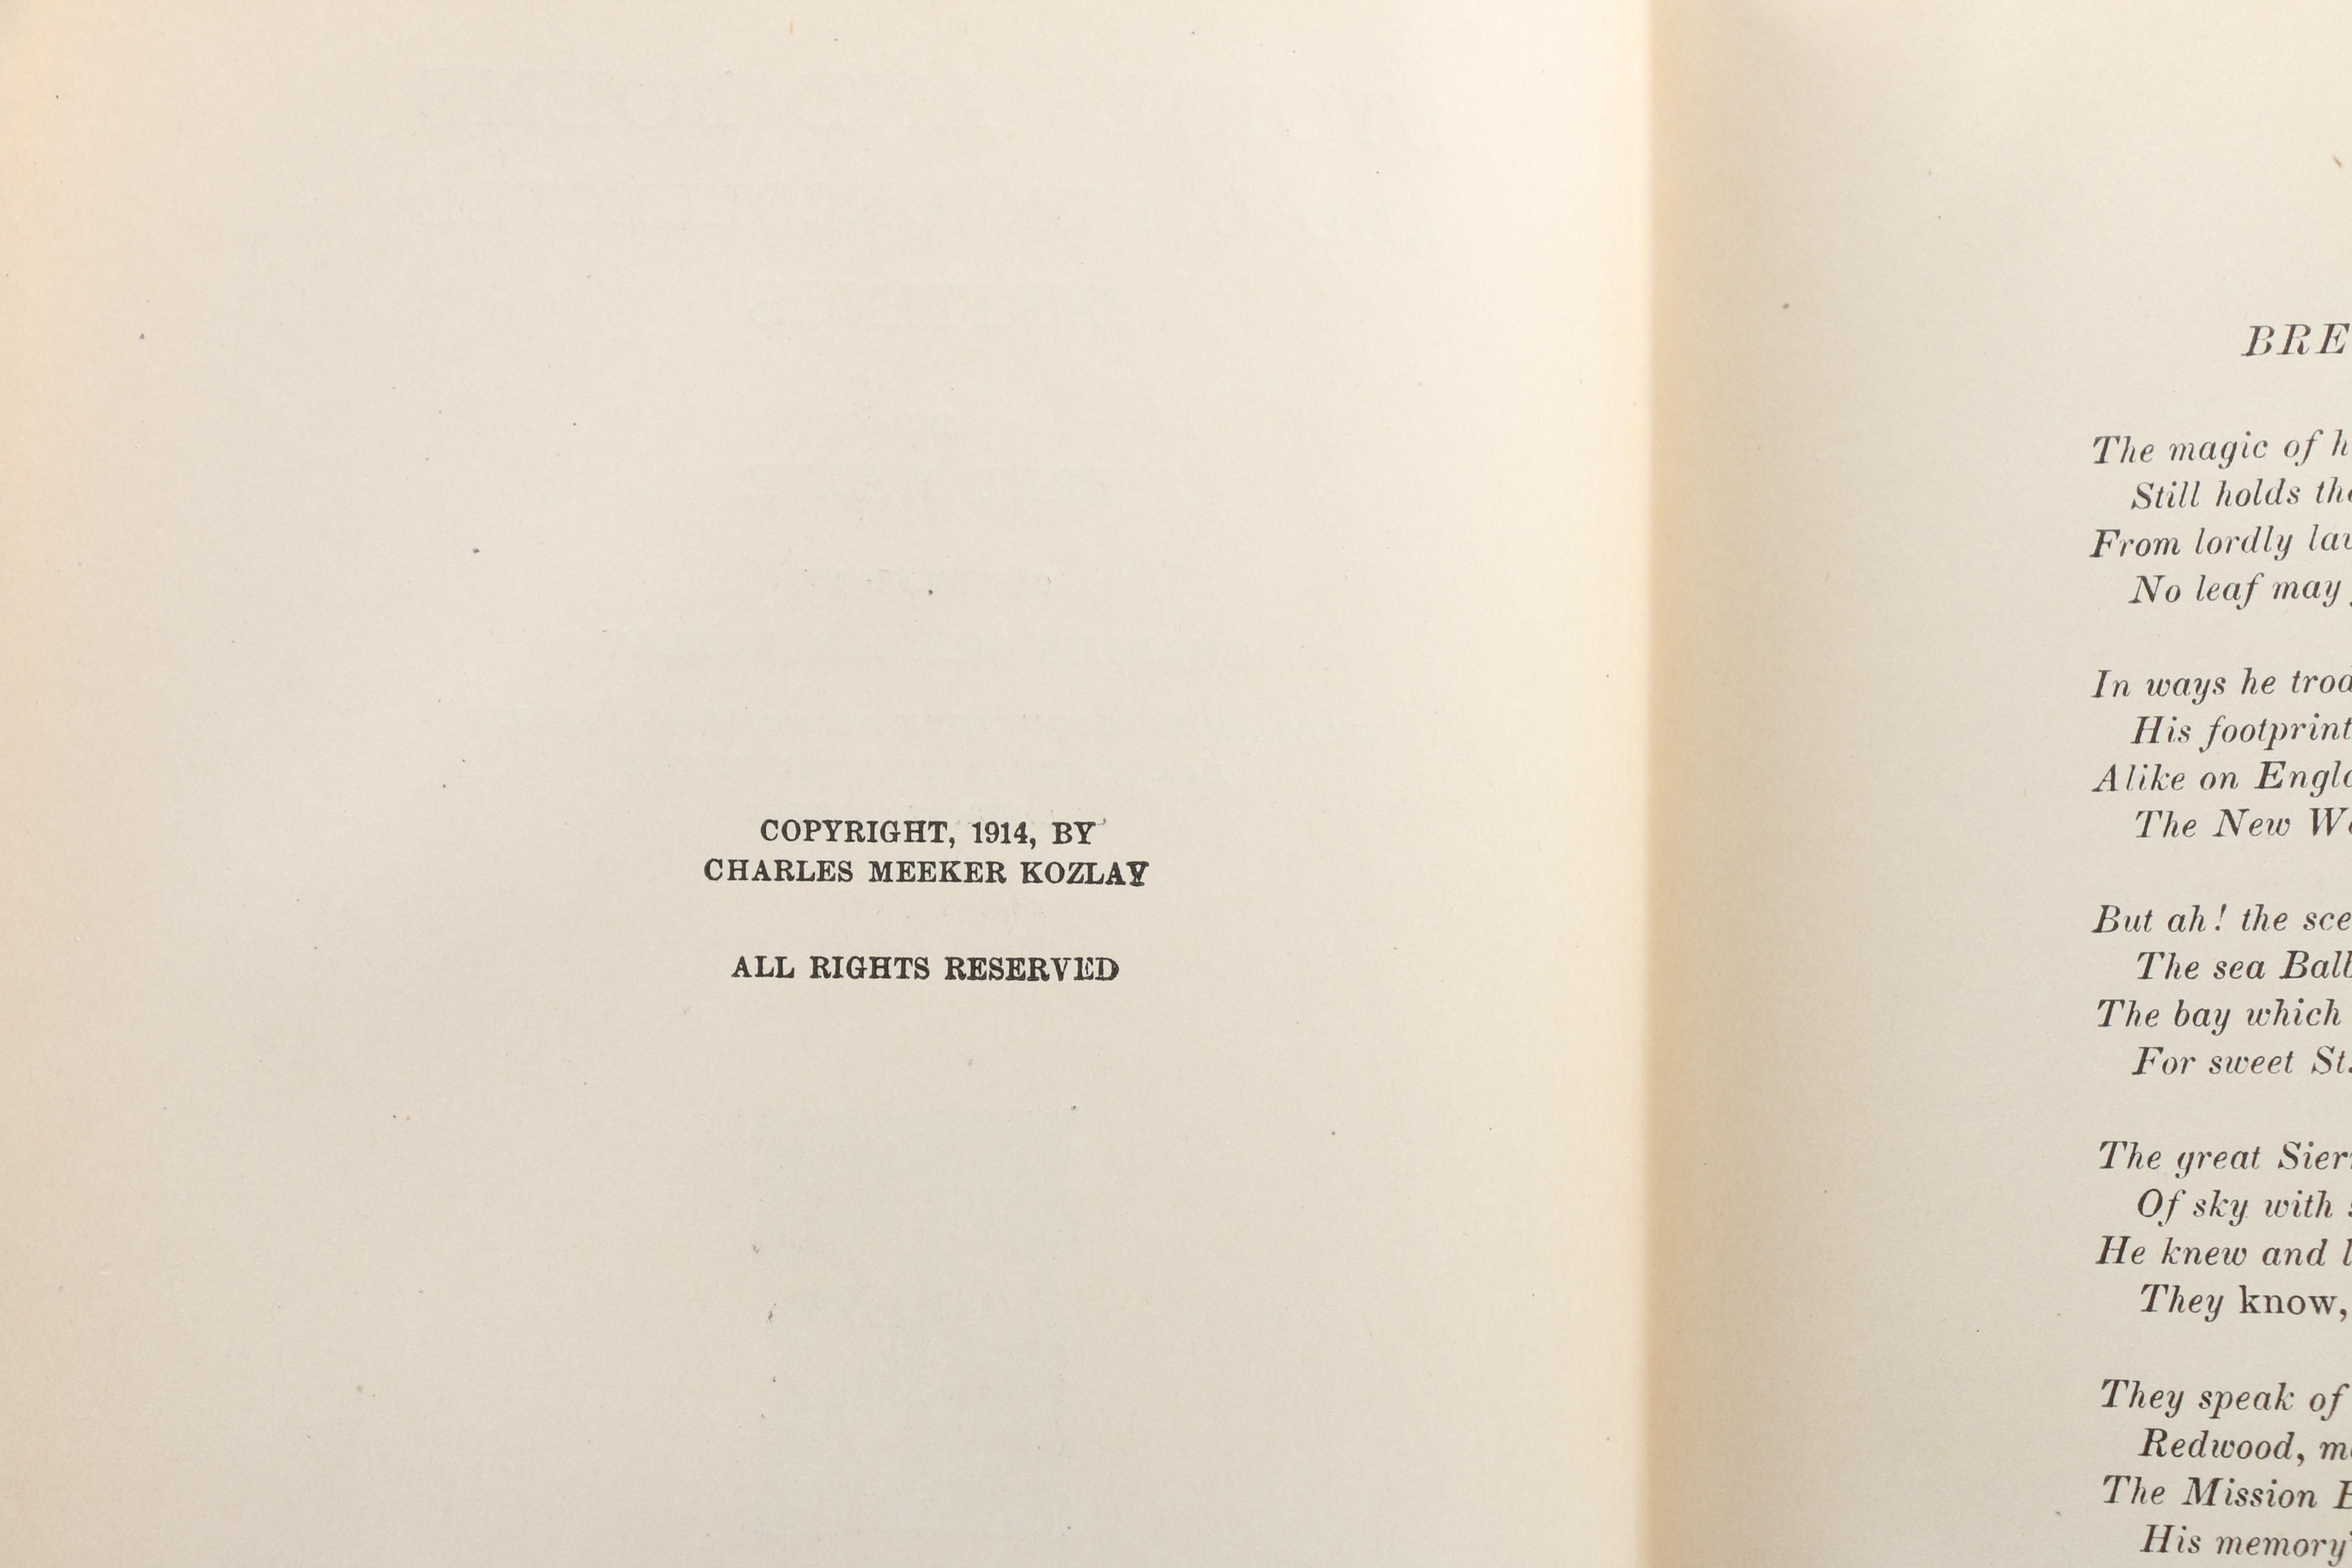 COPYRIGHT, 1914, BY
CHARLES MEEKER KOZLAY
ALL RIGHTS RESERVED
BRE
The magic of h
Still holds th
From lordly la
No leaf may
In ways he trod
His footprint
Alike on Engl
The New W
But ah! the sce
The sea Balb
The bay which
For sweet St.
The great Sier
Of sky with
He knew and l
They know,
They speak of
Redwood, m
The Mission B
His memory